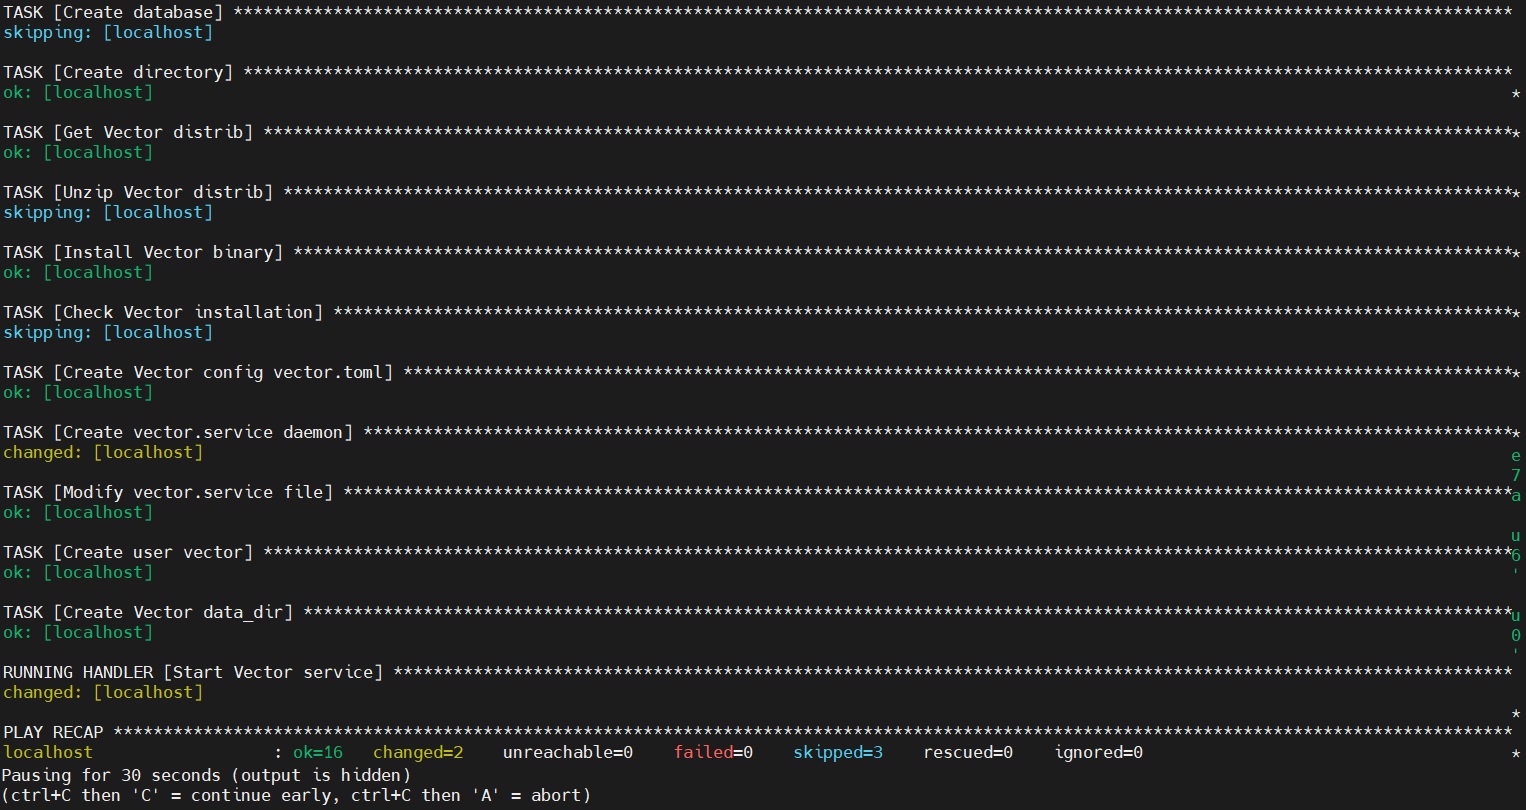 TASK [Create database] ********************************************************************************************************************************
skipping: [localhost]
TASK [Create directory] *******************************************************************************************************************************
ok: [localhost]
*
TASK [Get Vector distrib] *****************************************************************************************************************************
*
ok: [localhost]
TASK [Unzip Vector distrib] ***************************************************************************************************************************
*
skipping: [localhost]
TASK [Install Vector binary] **************************************************************************************************************************
*
ok: [localhost]
TASK [Check Vector installation] **********************************************************************************************************************
*
skipping: [localhost]
TASK [Create Vector config vector.toml] ***************************************************************************************************************
*
ok: [localhost]
TASK [Create vector.service daemon] *******************************************************************************************************************
*
changed: [localhost]
e
7
TASK [Modify vector.service file] *********************************************************************************************************************
a
ok: [localhost]
u
TASK [Create user vector] *****************************************************************************************************************************
6
ok: [localhost]
'
TASK [Create Vector data_dir] *************************************************************************************************************************
u
ok: [localhost]
0
'
RUNNING HANDLER [Start Vector service] ****************************************************************************************************************
changed: [localhost]
*
PLAY RECAP ********************************************************************************************************************************************
localhost : ok=16 changed=2 unreachable=0 failed=0 skipped=3 rescued=0 ignored=0
*
Pausing for 30 seconds (output is hidden)
(ctrl+C then 'C' = continue early, ctrl+C then 'A' = abort)